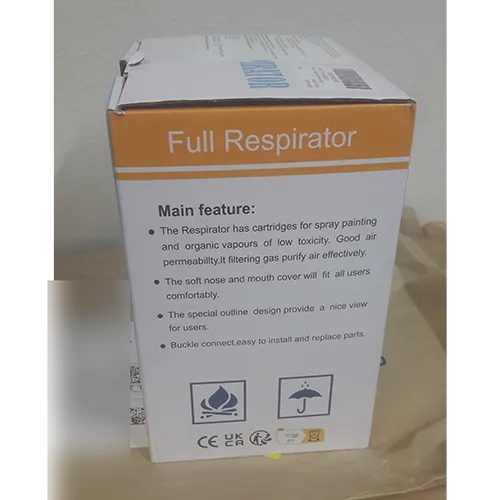 Full Respirator
Main feature:
The Respirator has cartridges for spray painting
and organic vapours of low toxicity. Good air
permeability.It filtering gas purify air effectively.
The soft nose and mouth cover will fit all users
comfortably.
The special outline design provide a nice view
for users.
Buckle connect,easy to install and replace parts.
CE UK
CA